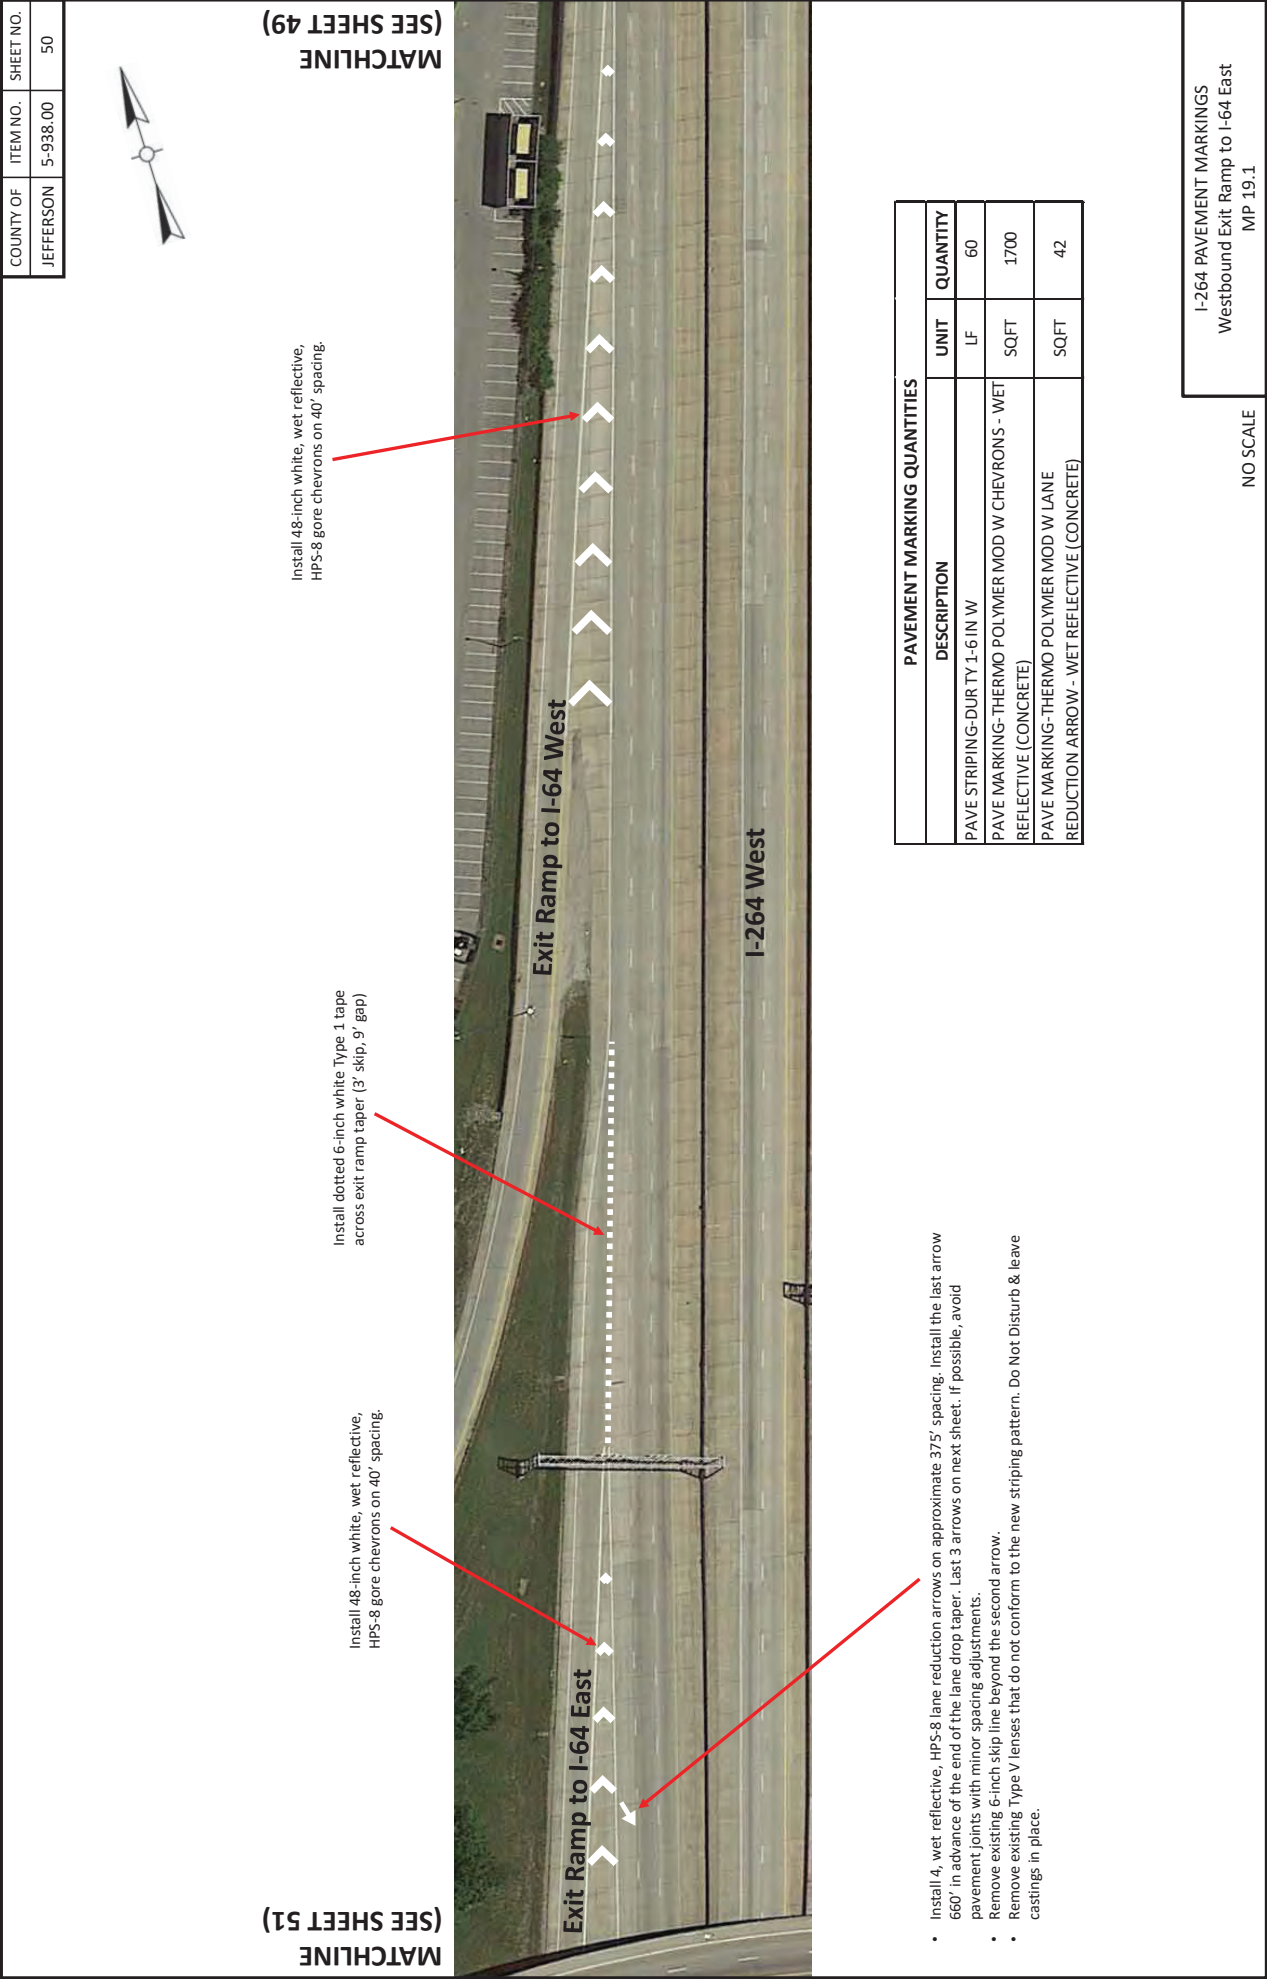 COUNTY OF ITEM NO. SHEET NO.
JEFFERSON 5-938.00 50
MATCHLINE
(SEE SHEET 51)
MATCHLINE
(SEE SHEET 49)
Install 48-inch white, wet reflective,
HPS-8 gore chevrons on 40' spacing.
Install dotted 6-inch white Type 1 tape
across exit ramp taper (3' skip, 9' gap)
Install 48-inch white, wet reflective,
HPS-8 gore chevrons on 40' spacing.
Exit Ramp to I-64 East
Exit Ramp to I-64 West
I-264 West
• Install 4, wet reflective, HPS-8 lane reduction arrows on approximate 375' spacing. Install the last arrow
660' in advance of the end of the lane drop taper. Last 3 arrows on next sheet. If possible, avoid
pavement joints with minor spacing adjustments.
• Remove existing 6-inch skip line beyond the second arrow.
• Remove existing Type V lenses that do not conform to the new striping pattern. Do Not Disturb & leave
castings in place.
PAVEMENT MARKING QUANTITIES
DESCRIPTION UNIT QUANTITY
PAVE STRIPING-DUR TY 1-6 IN W LF 60
PAVE MARKING-THERMO POLYMER MOD W CHEVRONS - WET
REFLECTIVE (CONCRETE) SQFT 1700
PAVE MARKING-THERMO POLYMER MOD W LANE
REDUCTION ARROW - WET REFLECTIVE (CONCRETE) SQFT 42
NO SCALE
I-264 PAVEMENT MARKINGS
Westbound Exit Ramp to I-64 East
MP 19.1